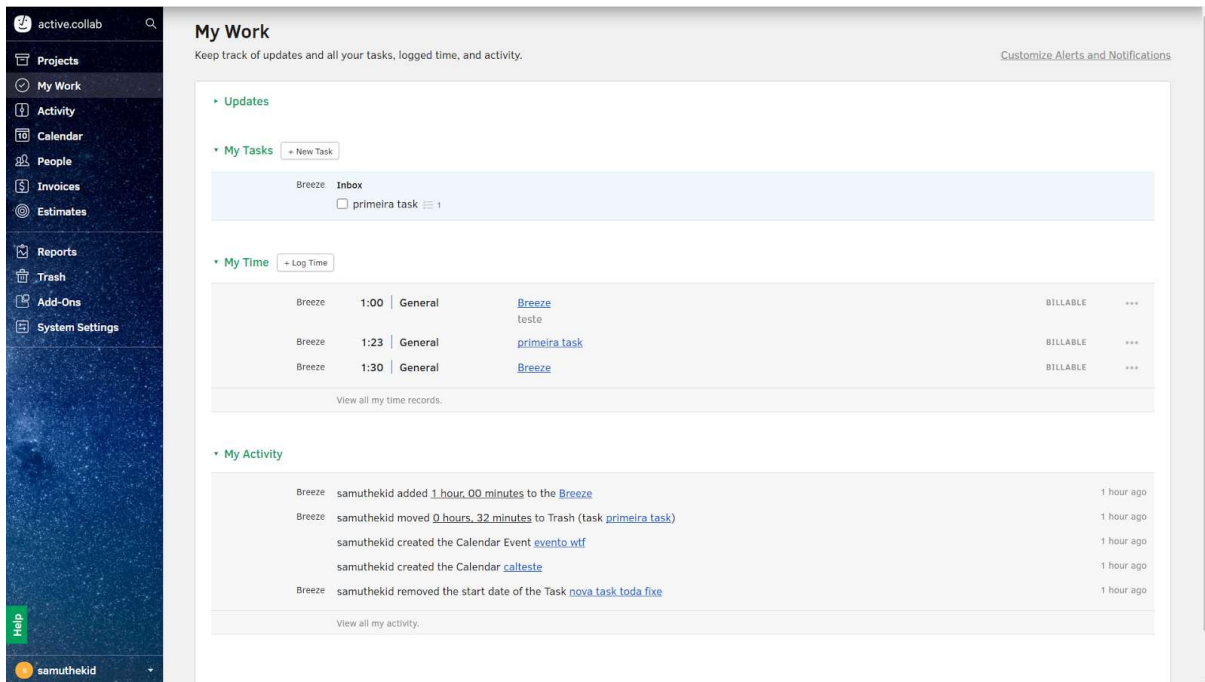 active.collab
Projects
My Work
Activity
10 Calendar
People
Invoices
Estimates
Reports
Trash
Add-Ons
System Settings
Help
samuthekid
My Work
Keep track of updates and all your tasks, logged time, and activity.
Customize Alerts and Notifications
Updates
My Tasks + New Task
Breeze Inbox
primeira task 1
My Time + Log Time
Breeze 1:00 General Breeze BILLABLE
teste
Breeze 1:23 General primeira task BILLABLE
Breeze 1:30 General Breeze BILLABLE
View all my time records.
My Activity
Breeze samuthekid added 1 hour, 00 minutes to the Breeze 1 hour ago
Breeze samuthekid moved 0 hours, 32 minutes to Trash (task primeira task) 1 hour ago
samuthekid created the Calendar Event evento wtf 1 hour ago
samuthekid created the Calendar calteste 1 hour ago
Breeze samuthekid removed the start date of the Task nova task toda fixe 1 hour ago
View all my activity.